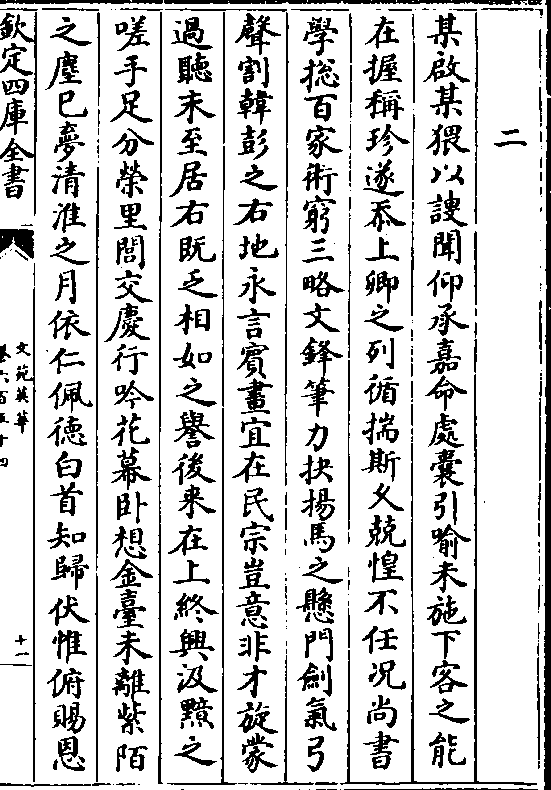 二
某啟某猥以謏聞仰承嘉命處囊引喻未施下客之能
在握稱珍遂忝上卿之列循揣斯久兢惶不任况尚書
學揔百家術窮三略文鋒筆力抉揚馬之懸門劍氣弓
聲割韓彭之右地永言賓畫宜在民宗豈意非才旋蒙
過聽末至居右既乏相如之譽後来在上終興汲黯之
嗟手足分榮里閭交慶行吟花幕卧想金臺未離紫陌
之塵已夢清淮之月依仁佩德白首知歸伏惟俯賜恩
欽定四庫全書
文苑英華
卷六百五十四
十一